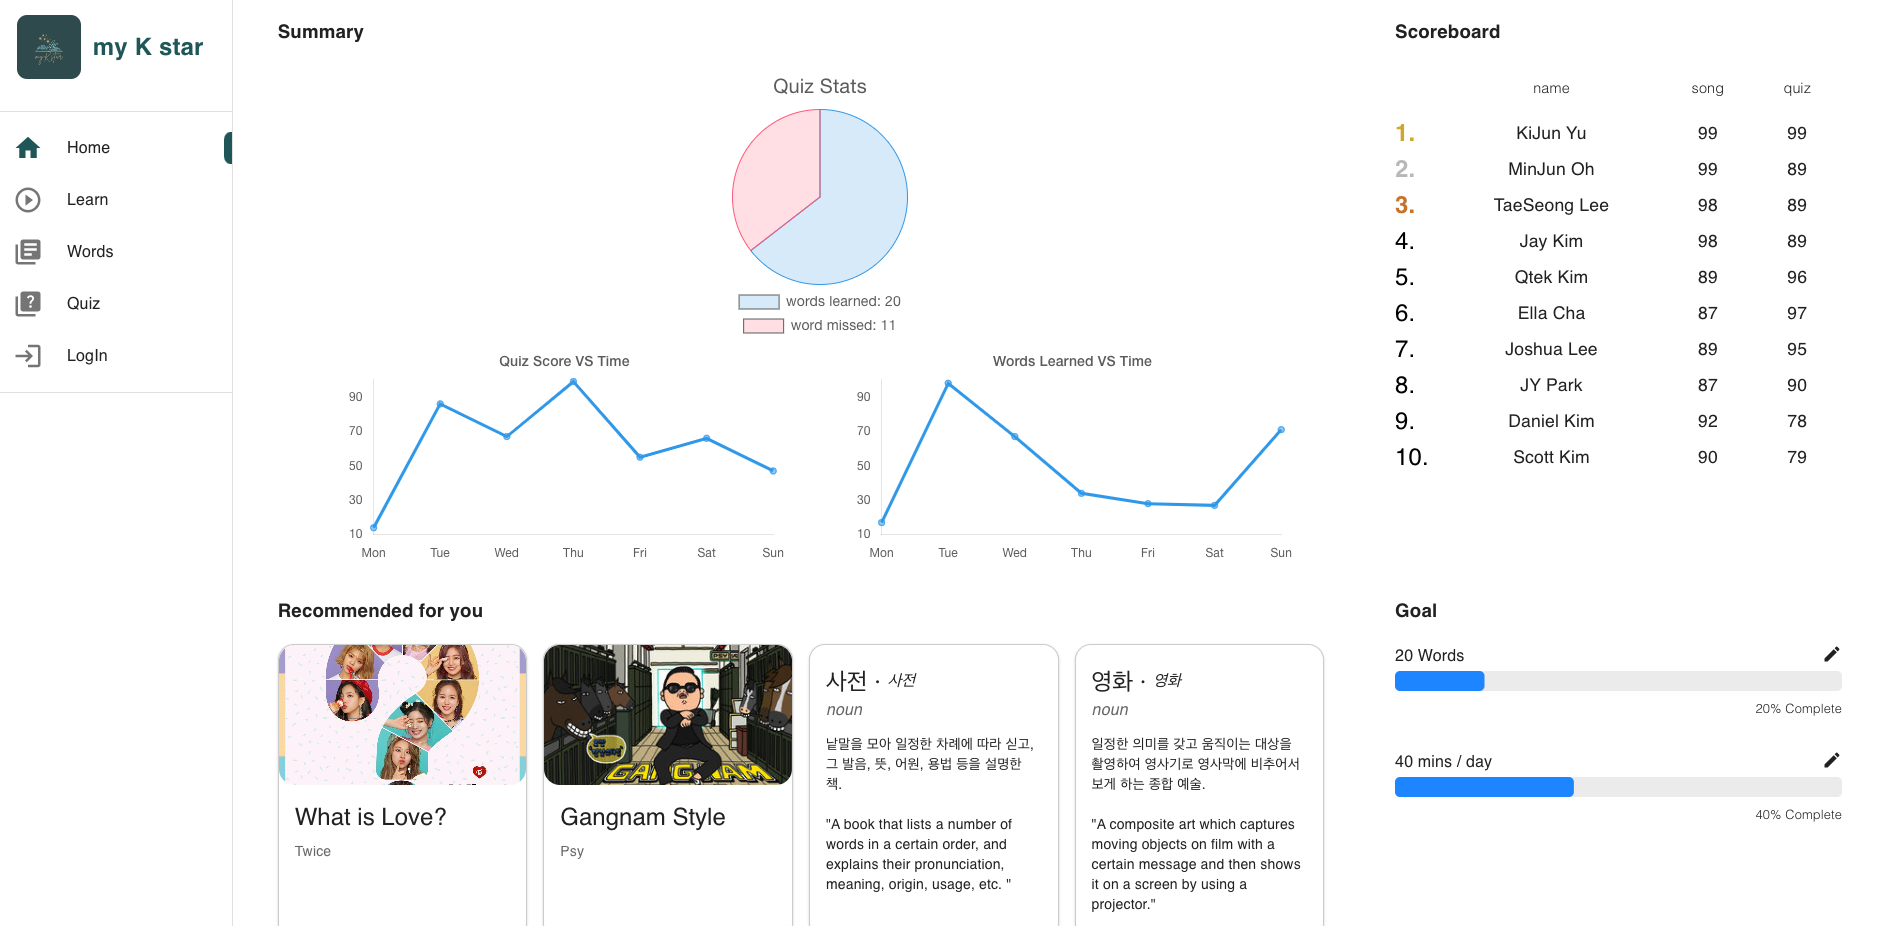 my K star
Home
Learn
Words
Quiz
LogIn
Summary
Quiz Stats
words learned: 20
word missed: 11
Quiz Score VS Time
90
70
50
30
10
Mon Tue Wed Thu Fri Sat Sun
Words Learned VS Time
90
70
50
30
10
Mon Tue Wed Thu Fri Sat Sun
Scoreboard
name song quiz
1. KiJun Yu 99 99
2. MinJun Oh 99 89
3. TaeSeong Lee 98 89
4. Jay Kim 98 89
5. Qtek Kim 89 96
6. Ella Cha 87 97
7. Joshua Lee 89 95
8. JY Park 87 90
9. Daniel Kim 92 78
10. Scott Kim 90 79
Recommended for you
What is Love?
Twice
PSY
GANGNAM
Gangnam Style
Psy
사전 · 사전
noun
낱말을 모아 일정한 차례에 따라 싣고,
그 발음, 뜻, 어원, 용법 등을 설명한
책.
"A book that lists a number of
words in a certain order, and
explains their pronunciation,
meaning, origin, usage, etc. "
영화 · 영화
noun
일정한 의미를 갖고 움직이는 대상을
촬영하여 영사기로 영사막에 비추어서
보게 하는 종합 예술.
"A composite art which captures
moving objects on film with a
certain message and then shows
it on a screen by using a
projector."
Goal
20 Words
20% Complete
40 mins / day
40% Complete